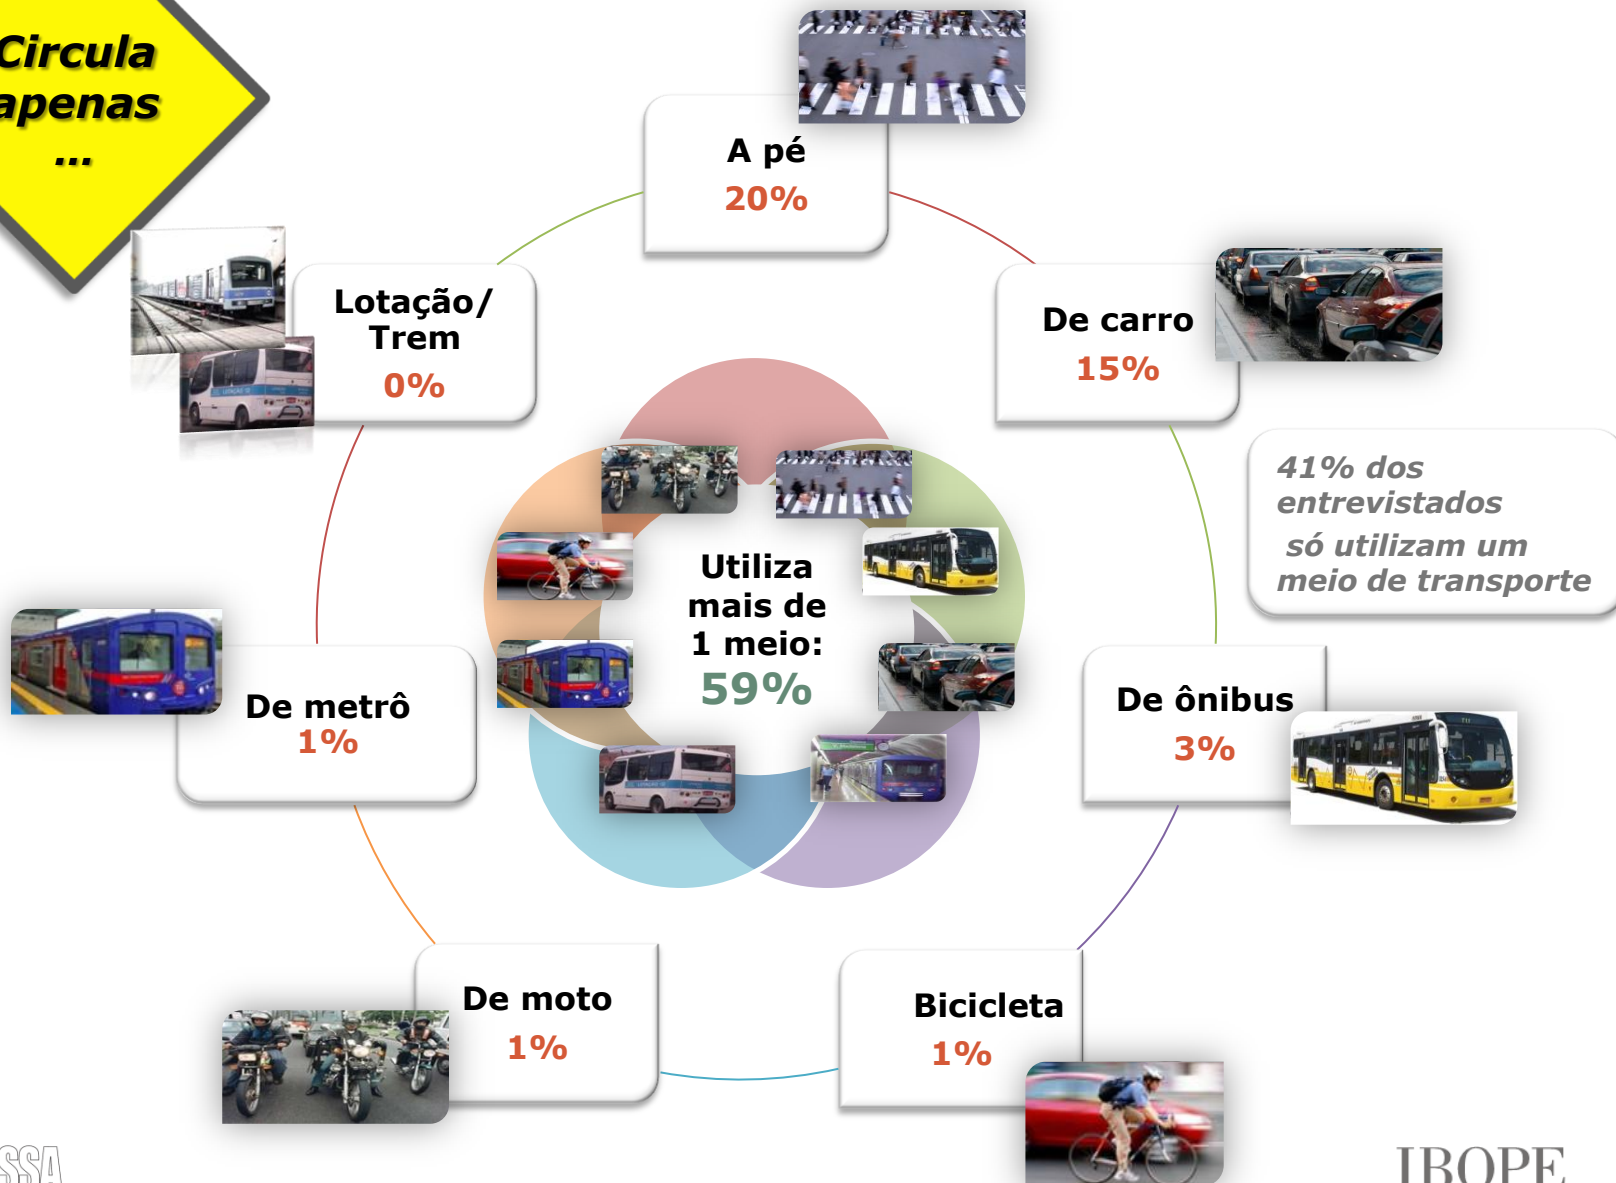 Circula
apenas
...
A pé
20%
Lotação/
Trem
0%
De carro
15%
41% dos
entrevistados
só utilizam um
meio de transporte
Utiliza
mais de
1 meio:
59%
De metrô
1%
De ônibus
3%
De moto
1%
Bicicleta
1%
IBOPE